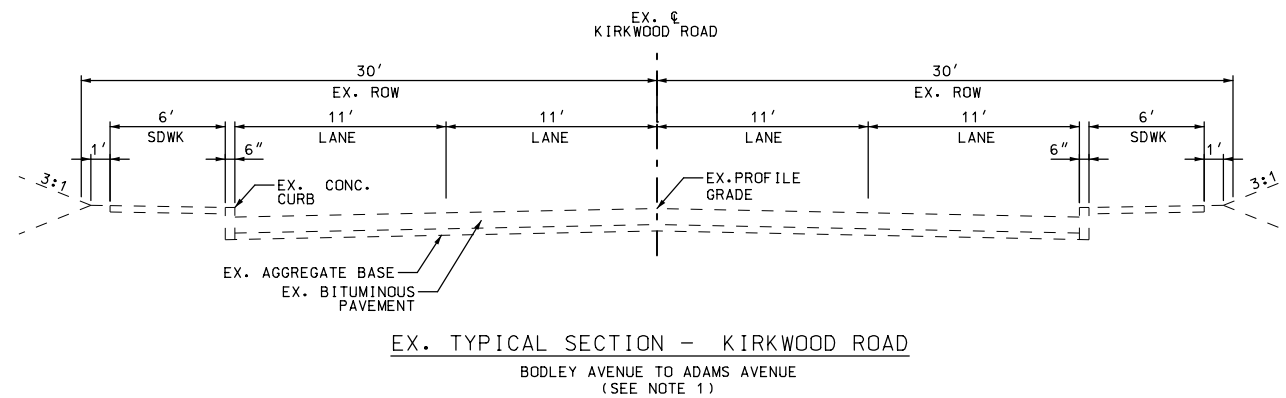 EX. ℄
KIRKWOOD ROAD
30'
30'
EX. ROW
EX. ROW
6'
11'
11'
11'
11'
6'
SDWK
LANE
LANE
LANE
LANE
SDWK
1'
6"
6"
1'
3:1
3:1
EX. CONC.
CURB
EX.PROFILE
GRADE
EX. AGGREGATE BASE
EX. BITUMINOUS
PAVEMENT
EX. TYPICAL SECTION - KIRKWOOD ROAD
BODLEY AVENUE TO ADAMS AVENUE
(SEE NOTE 1)